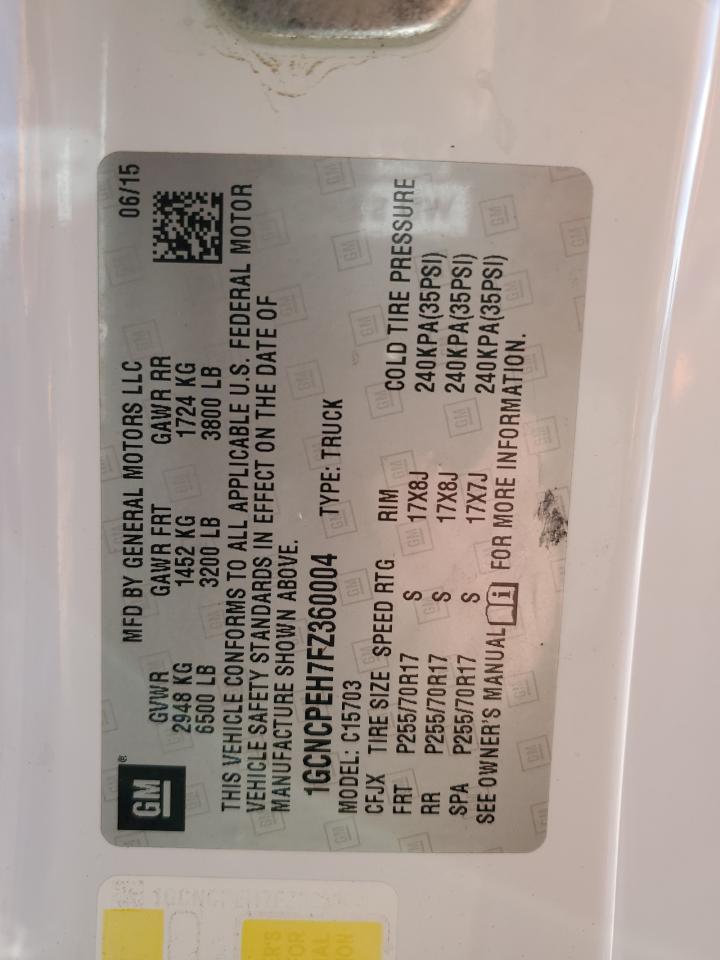 GM
MFD BY GENERAL MOTORS LLC 06/15
GVWR GAWR FRT GAWR RR
2948 KG 1452 KG 1724 KG
6500 LB 3200 LB 3800 LB
THIS VEHICLE CONFORMS TO ALL APPLICABLE U.S. FEDERAL MOTOR
VEHICLE SAFETY STANDARDS IN EFFECT ON THE DATE OF
MANUFACTURE SHOWN ABOVE.
1GCNCPEH7FZ360004 TYPE: TRUCK
MODEL: C15703
CFJX TIRE SIZE SPEED RTG RIM COLD TIRE PRESSURE
FRT P255/70R17 S 17X8J 240KPA(35PSI)
RR P255/70R17 S 17X8J 240KPA(35PSI)
SPA P255/70R17 S 17X7J 240KPA(35PSI)
SEE OWNER'S MANUAL FOR MORE INFORMATION.